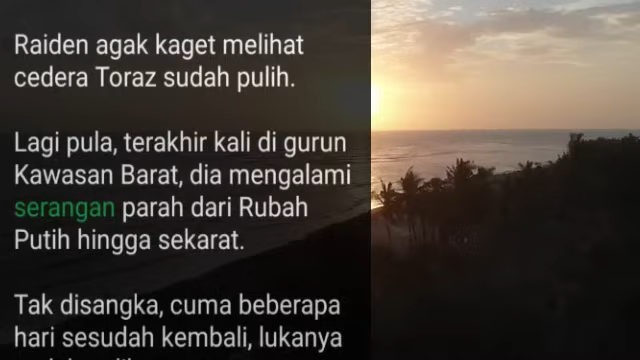 Raiden agak kaget melihat
cedera Toraz sudah pulih.
Lagi pula, terakhir kali di gurun
Kawasan Barat, dia mengalami
serangan parah dari Rubah
Putih hingga sekarat.
Tak disangka, cuma beberapa
hari sesudah kembali, lukanya